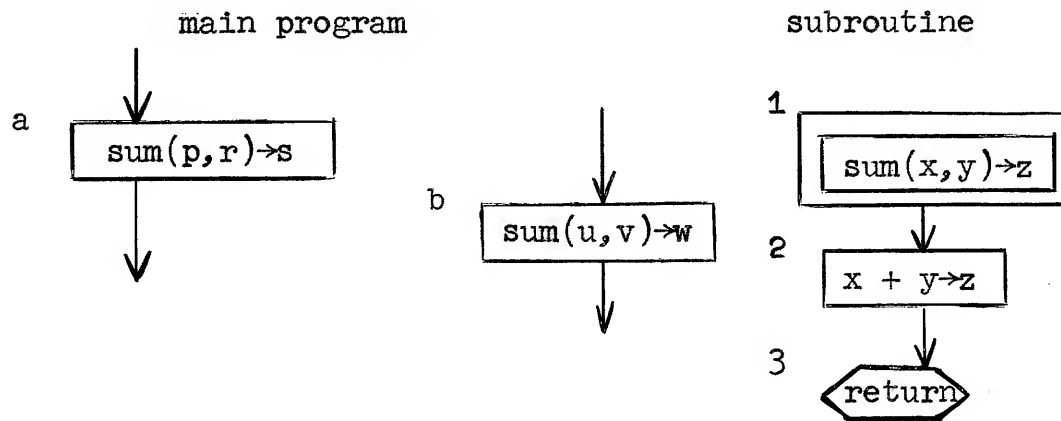 main program
subroutine
a
sum(p,r)→s
b
sum(u,v)→w
1
sum(x,y)→z
2
x + y→z
3
return